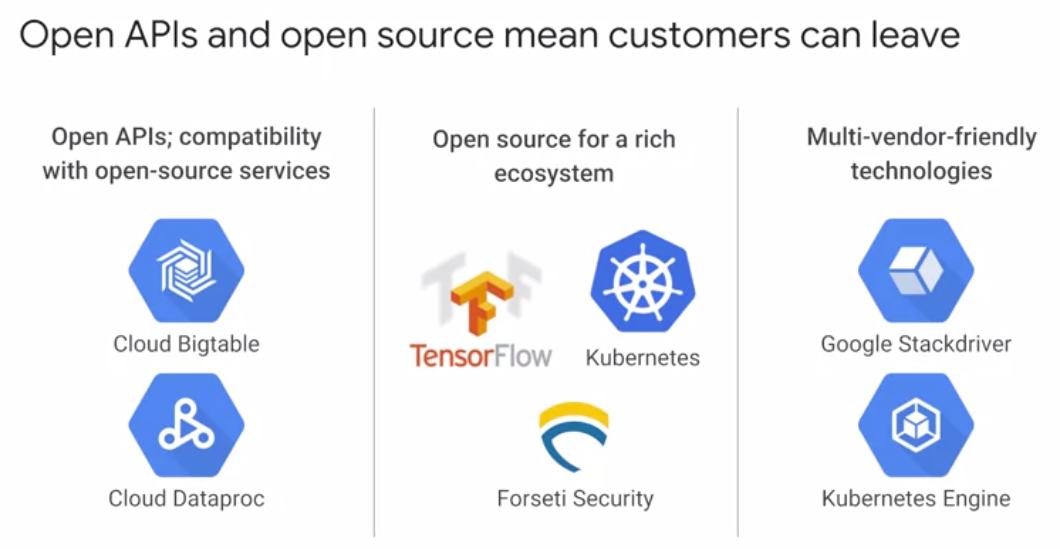 Open APIs and open source mean customers can leave
Open APIs; compatibility
with open-source services
Cloud Bigtable
Cloud Dataproc
Open source for a rich
ecosystem
TensorFlow
Kubernetes
Forseti Security
Multi-vendor-friendly
technologies
Google Stackdriver
Kubernetes Engine